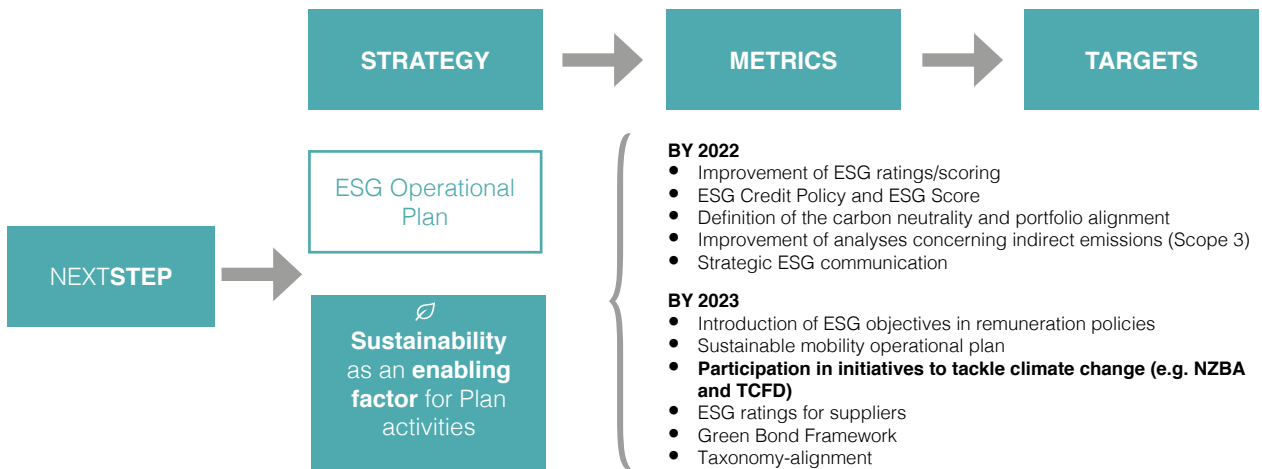 STRATEGY
METRICS
TARGETS
NEXTSTEP
ESG Operational
Plan
Sustainability
as an enabling
factor for Plan
activities
BY 2022
• Improvement of ESG ratings/scoring
• ESG Credit Policy and ESG Score
• Definition of the carbon neutrality and portfolio alignment
• Improvement of analyses concerning indirect emissions (Scope 3)
• Strategic ESG communication
BY 2023
• Introduction of ESG objectives in remuneration policies
• Sustainable mobility operational plan
• Participation in initiatives to tackle climate change (e.g. NZBA
and TCFD)
• ESG ratings for suppliers
• Green Bond Framework
• Taxonomy-alignment